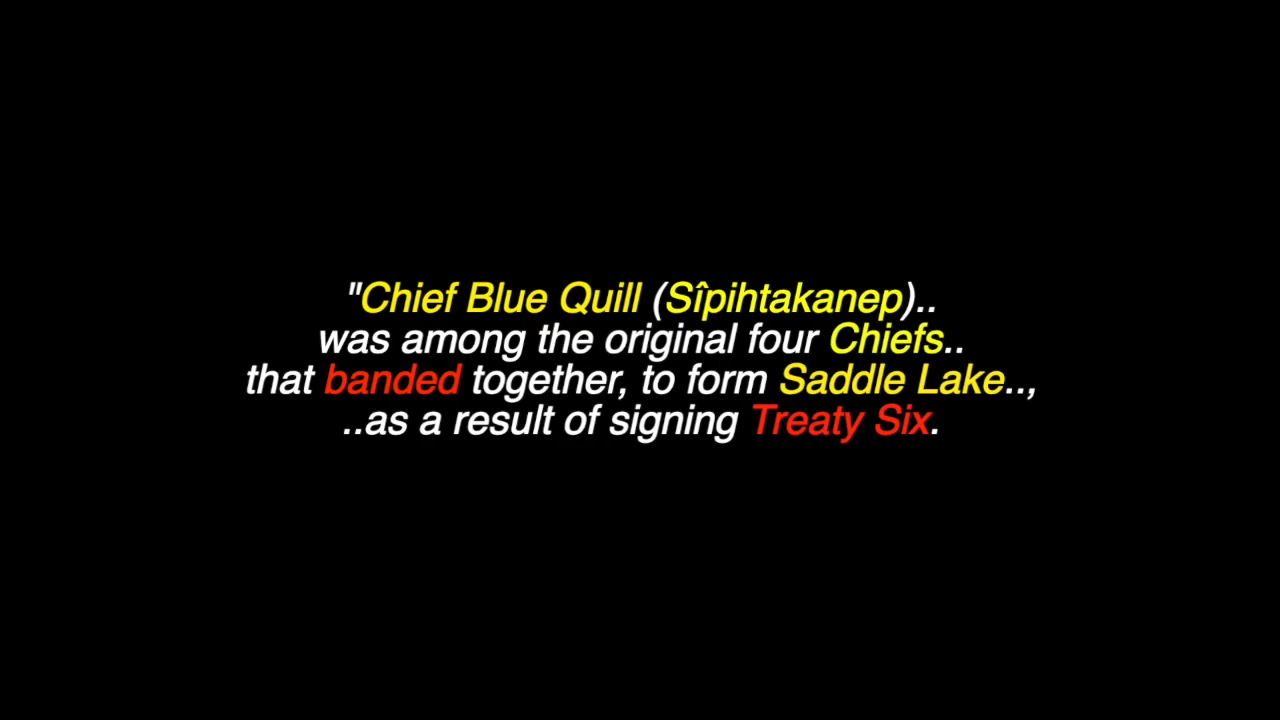 "Chief Blue Quill (Sîpihtakanep)..
was among the original four Chiefs..
that banded together, to form Saddle Lake..,
..as a result of signing Treaty Six.